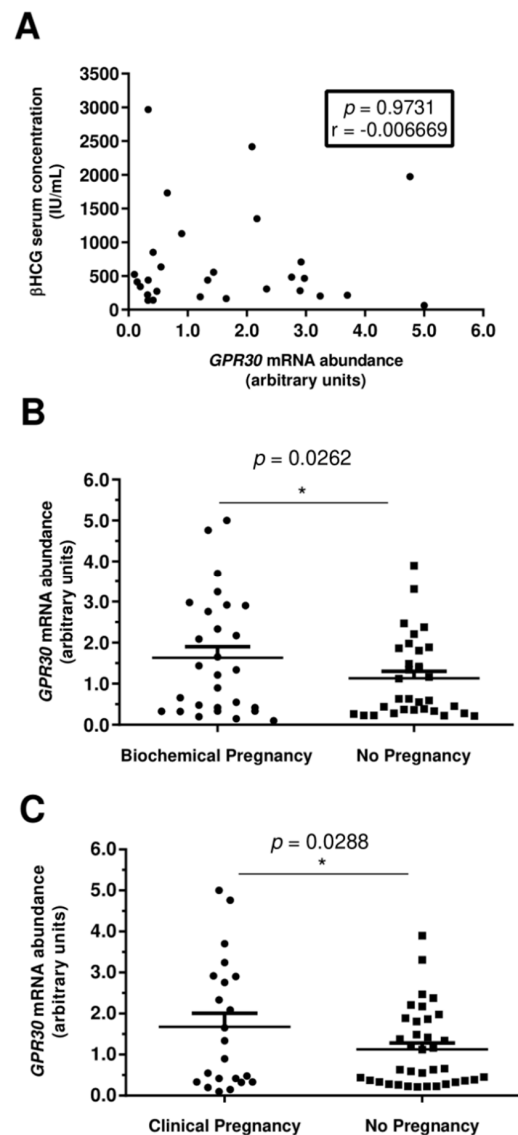 A
3500
3000
2500
2000
1500
1000
500
0
βHCG serum concentration
(IU/mL)
p = 0.9731
r = -0.006669
0.0 1.0 2.0 3.0 4.0 5.0 6.0
GPR30 mRNA abundance
(arbitrary units)
B
p = 0.0262
*
6.0
5.0
4.0
3.0
2.0
1.0
0.0
GPR30 mRNA abundance
(arbitrary units)
Biochemical Pregnancy No Pregnancy
C
p = 0.0288
*
6.0
5.0
4.0
3.0
2.0
1.0
0.0
GPR30 mRNA abundance
(arbitrary units)
Clinical Pregnancy No Pregnancy